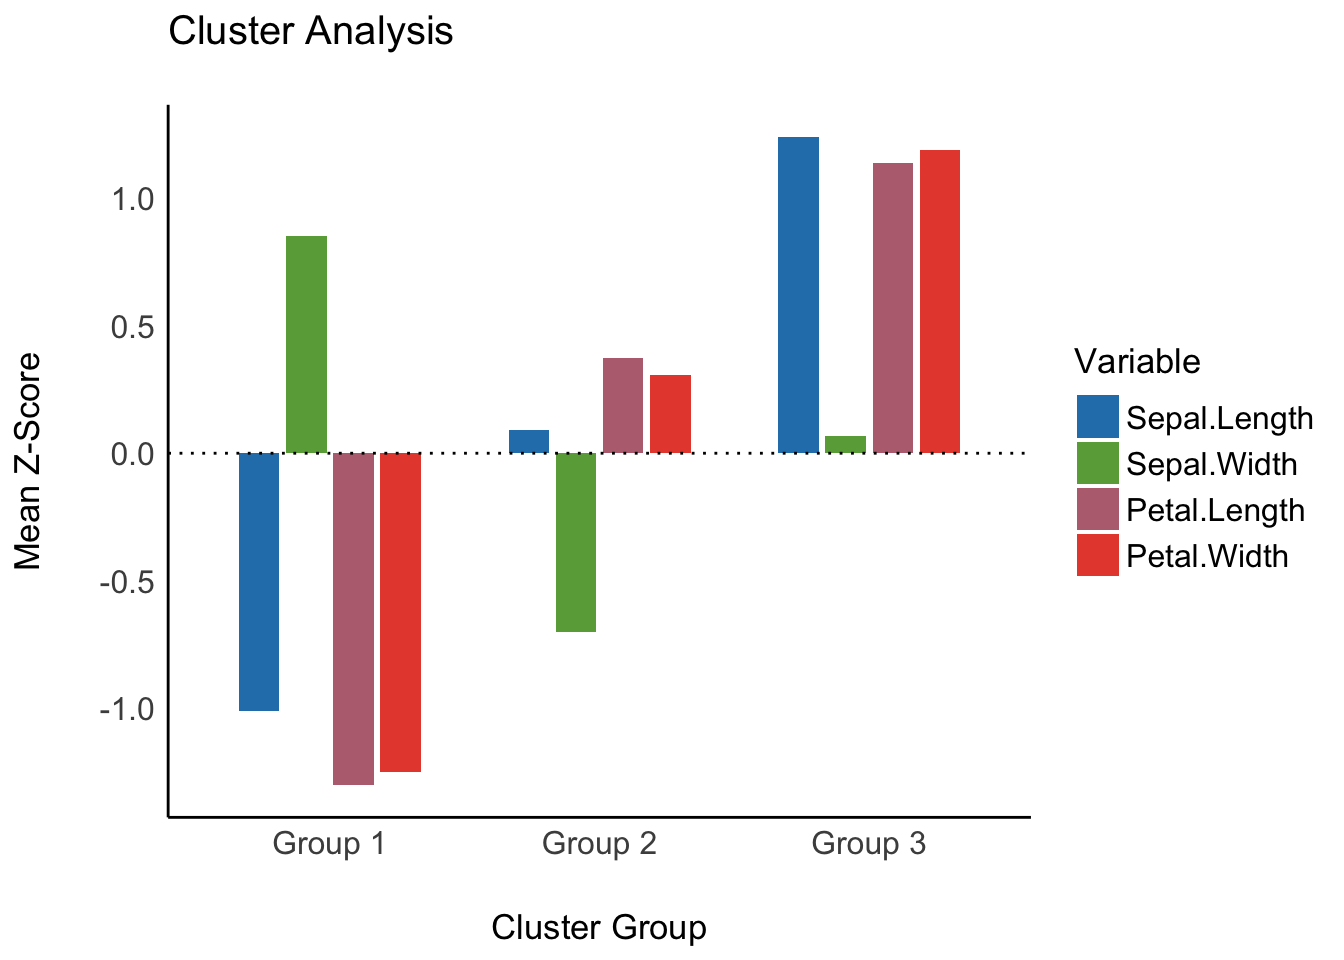 Cluster Analysis
Mean Z-Score
1.0
0.5
0.0
-0.5
-1.0
Group 1
Group 2
Group 3
Cluster Group
Variable
Sepal.Length
Sepal.Width
Petal.Length
Petal.Width